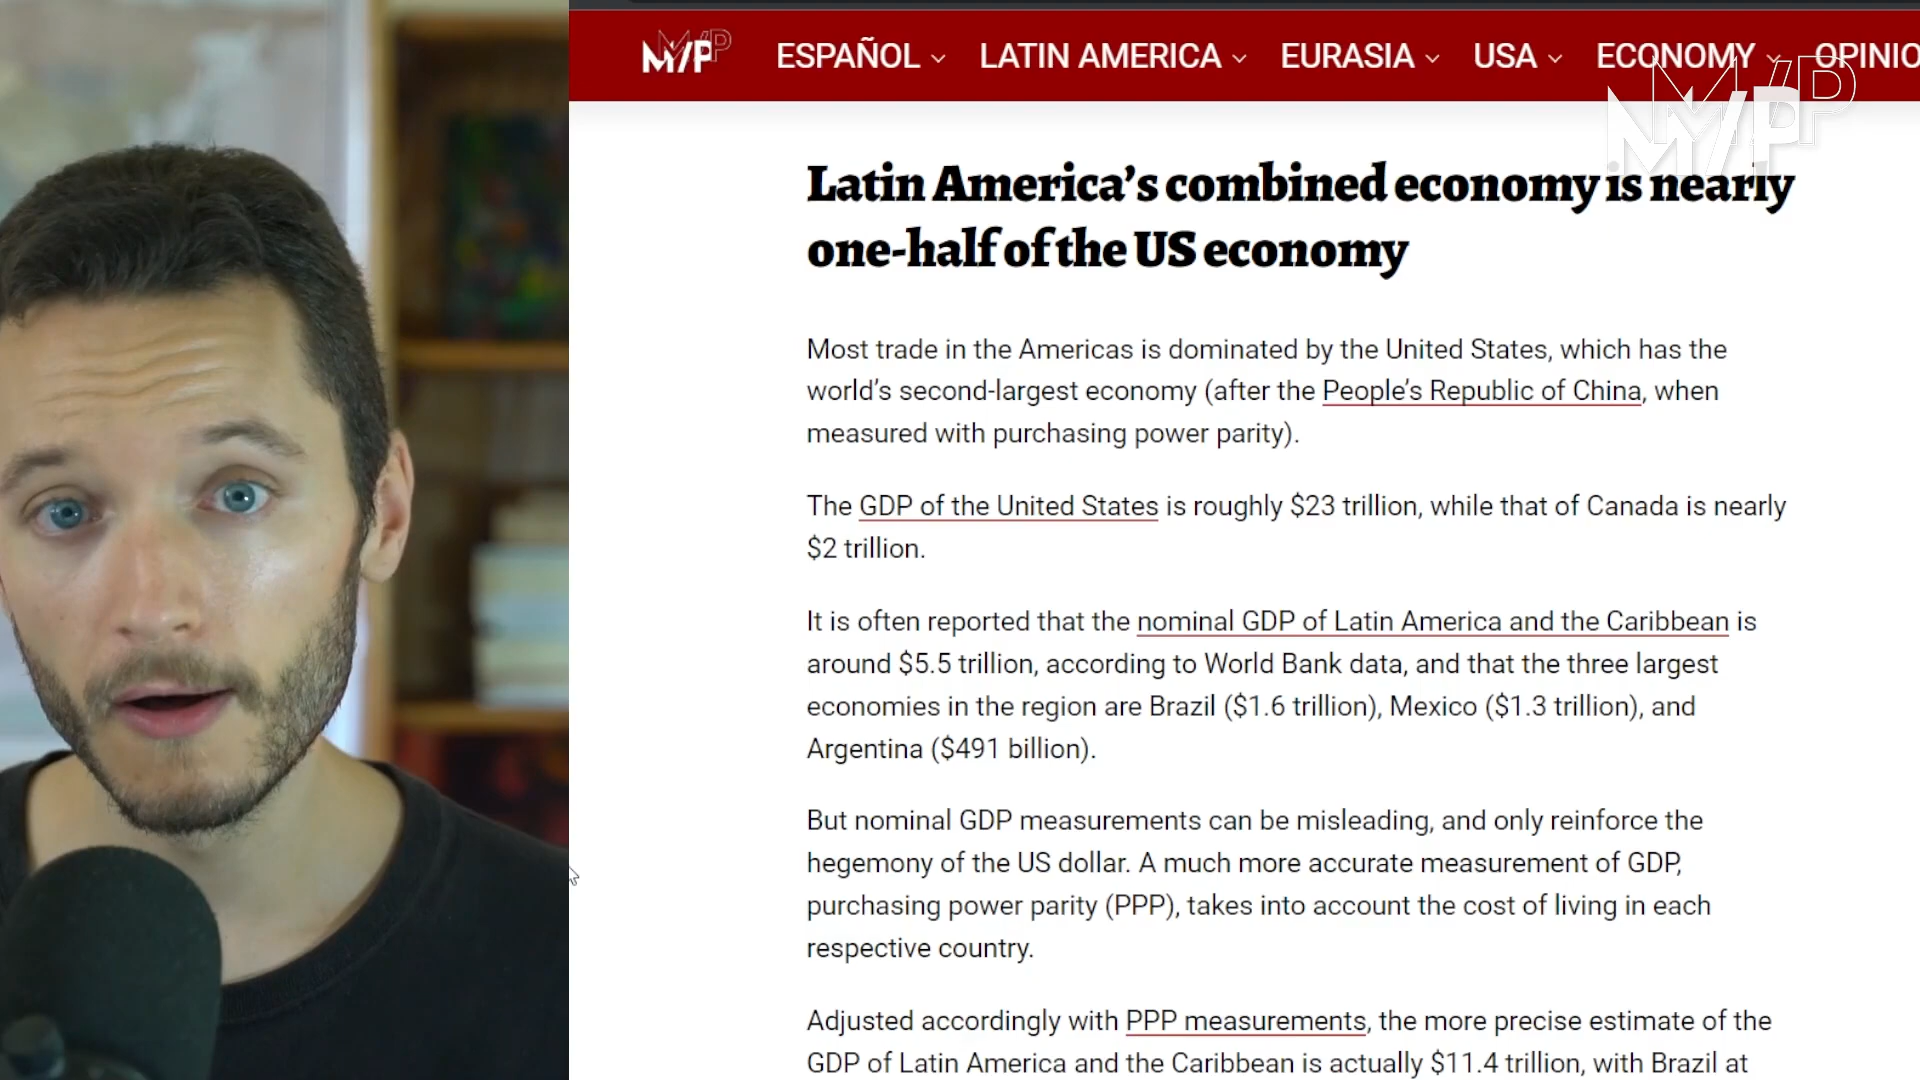 M/P ESPAÑOL LATIN AMERICA EURASIA USA ECONOMY OPINIO
M/P
Latin America’s combined economy is nearly
one-half of the US economy
Most trade in the Americas is dominated by the United States, which has the
world’s second-largest economy (after the People’s Republic of China, when
measured with purchasing power parity).
The GDP of the United States is roughly $23 trillion, while that of Canada is nearly
$2 trillion.
It is often reported that the nominal GDP of Latin America and the Caribbean is
around $5.5 trillion, according to World Bank data, and that the three largest
economies in the region are Brazil ($1.6 trillion), Mexico ($1.3 trillion), and
Argentina ($491 billion).
But nominal GDP measurements can be misleading, and only reinforce the
hegemony of the US dollar. A much more accurate measurement of GDP,
purchasing power parity (PPP), takes into account the cost of living in each
respective country.
Adjusted accordingly with PPP measurements, the more precise estimate of the
GDP of Latin America and the Caribbean is actually $11.4 trillion, with Brazil at